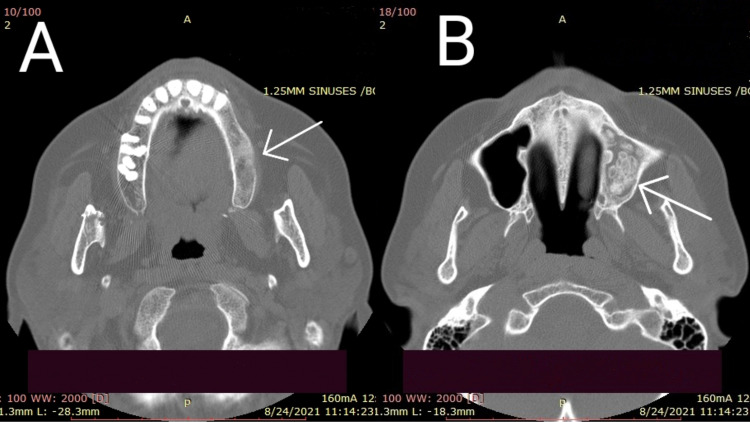 10/100
2
A
A
1.25MM SINUSES /BO
: 100 WW: 2000 [D]
1.3mm L: -28.3mm
p
160mA 12:
8/24/2021 11:14:23
18/100
2
B
A
1.25MM SINUSES /BO
100 WW: 2000 [D]
1.3mm L: -18.3mm
p
160mA 12:
8/24/2021 11:14:23